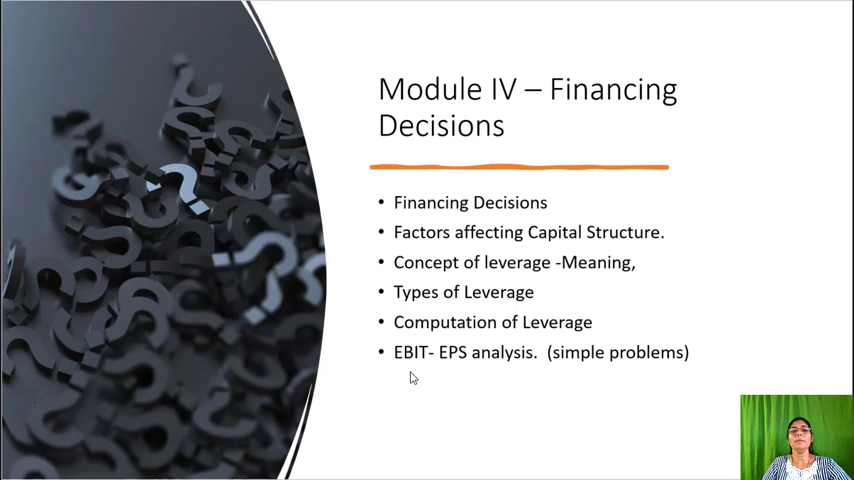 Module IV – Financing
Decisions
• Financing Decisions
• Factors affecting Capital Structure.
• Concept of leverage -Meaning,
• Types of Leverage
• Computation of Leverage
• EBIT- EPS analysis.  (simple problems)